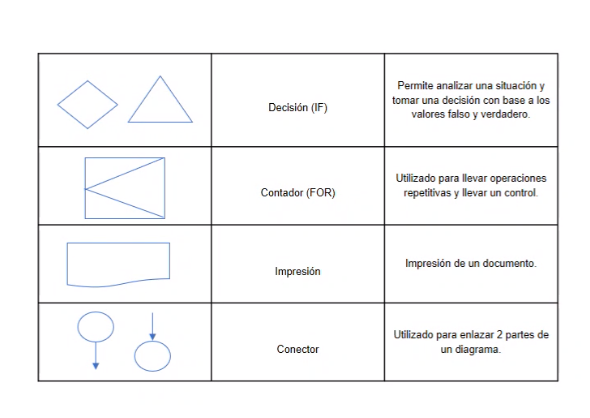 Decisión (IF)
Permite analizar una situación y
tomar una decisión con base a los
valores falso y verdadero.
Contador (FOR)
Utilizado para llevar operaciones
repetitivas y llevar un control.
Impresión
Impresión de un documento.
Conector
Utilizado para enlazar 2 partes de
un diagrama.